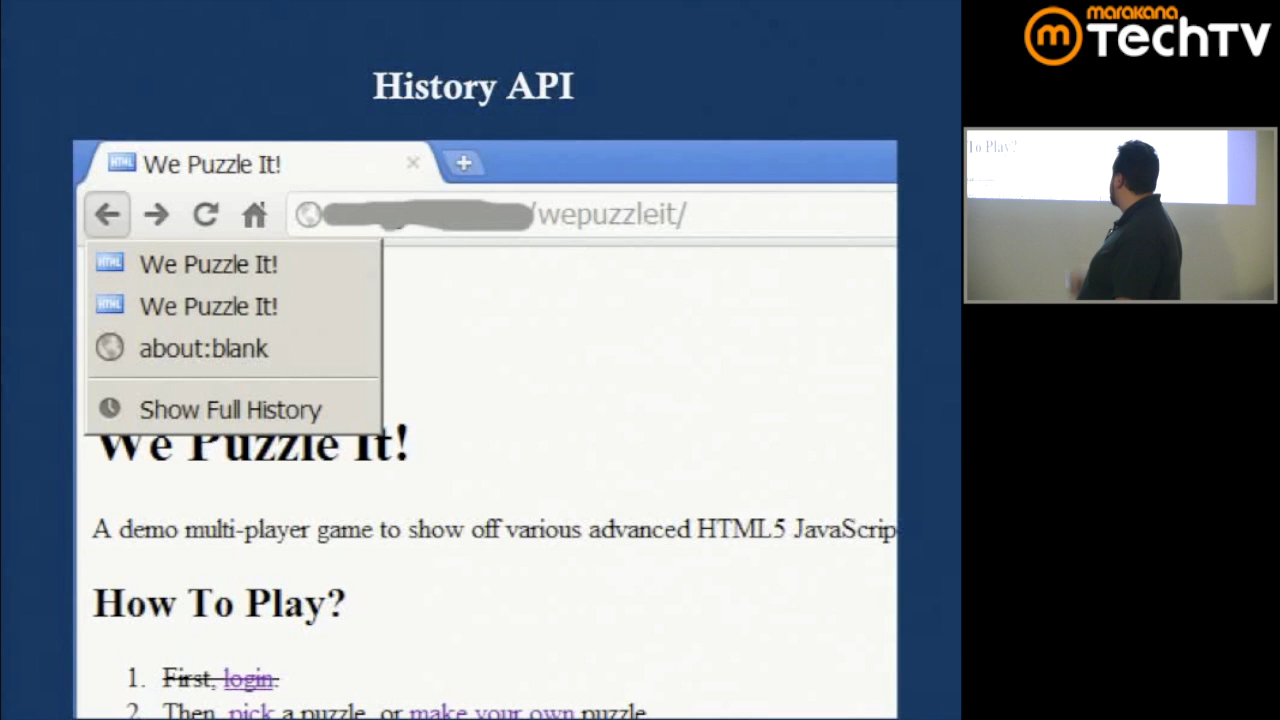 History API
We Puzzle It!
/wepuzzleit/
We Puzzle It!
We Puzzle It!
about:blank
Show Full History
We Puzzle It!
A demo multi-player game to show off various advanced HTML5 JavaScrip
How To Play?
1. First, login.
2. Then, pick a puzzle, or make your own puzzle
marakana
m TechTV
To Play?